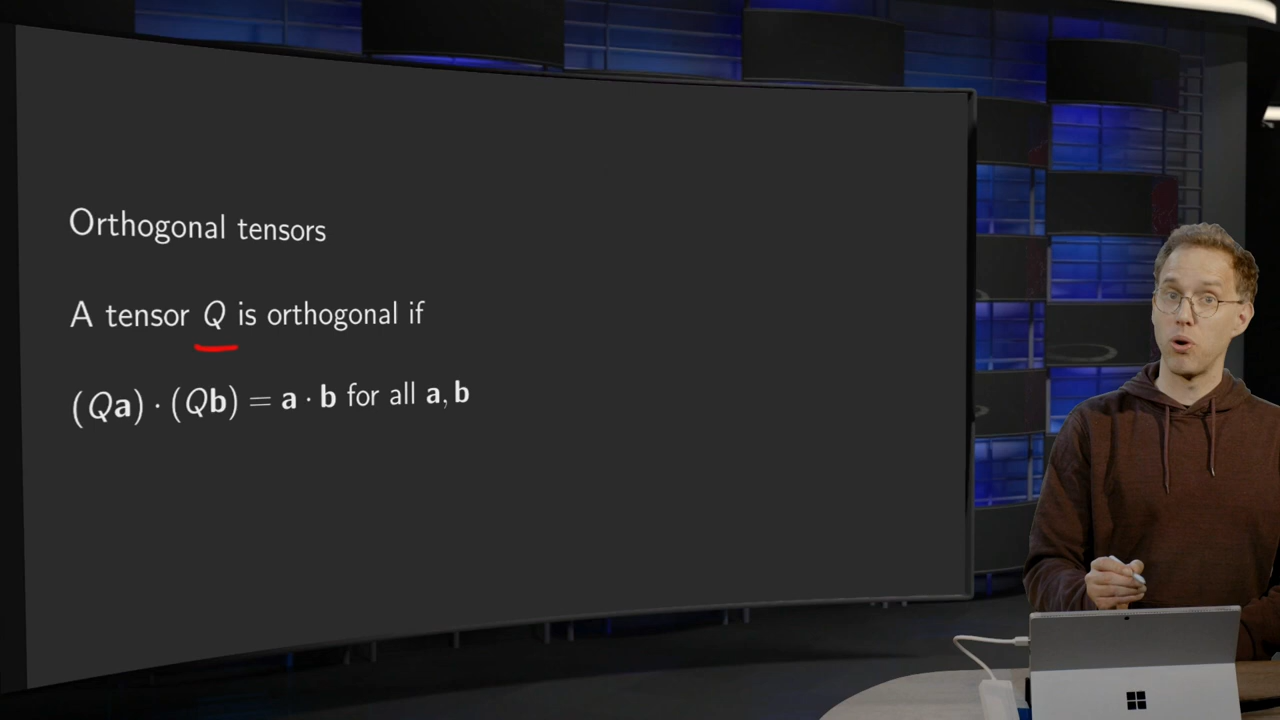 Orthogonal tensors
A tensor Q is orthogonal if
(Qa) · (Qb) = a · b for all a, b